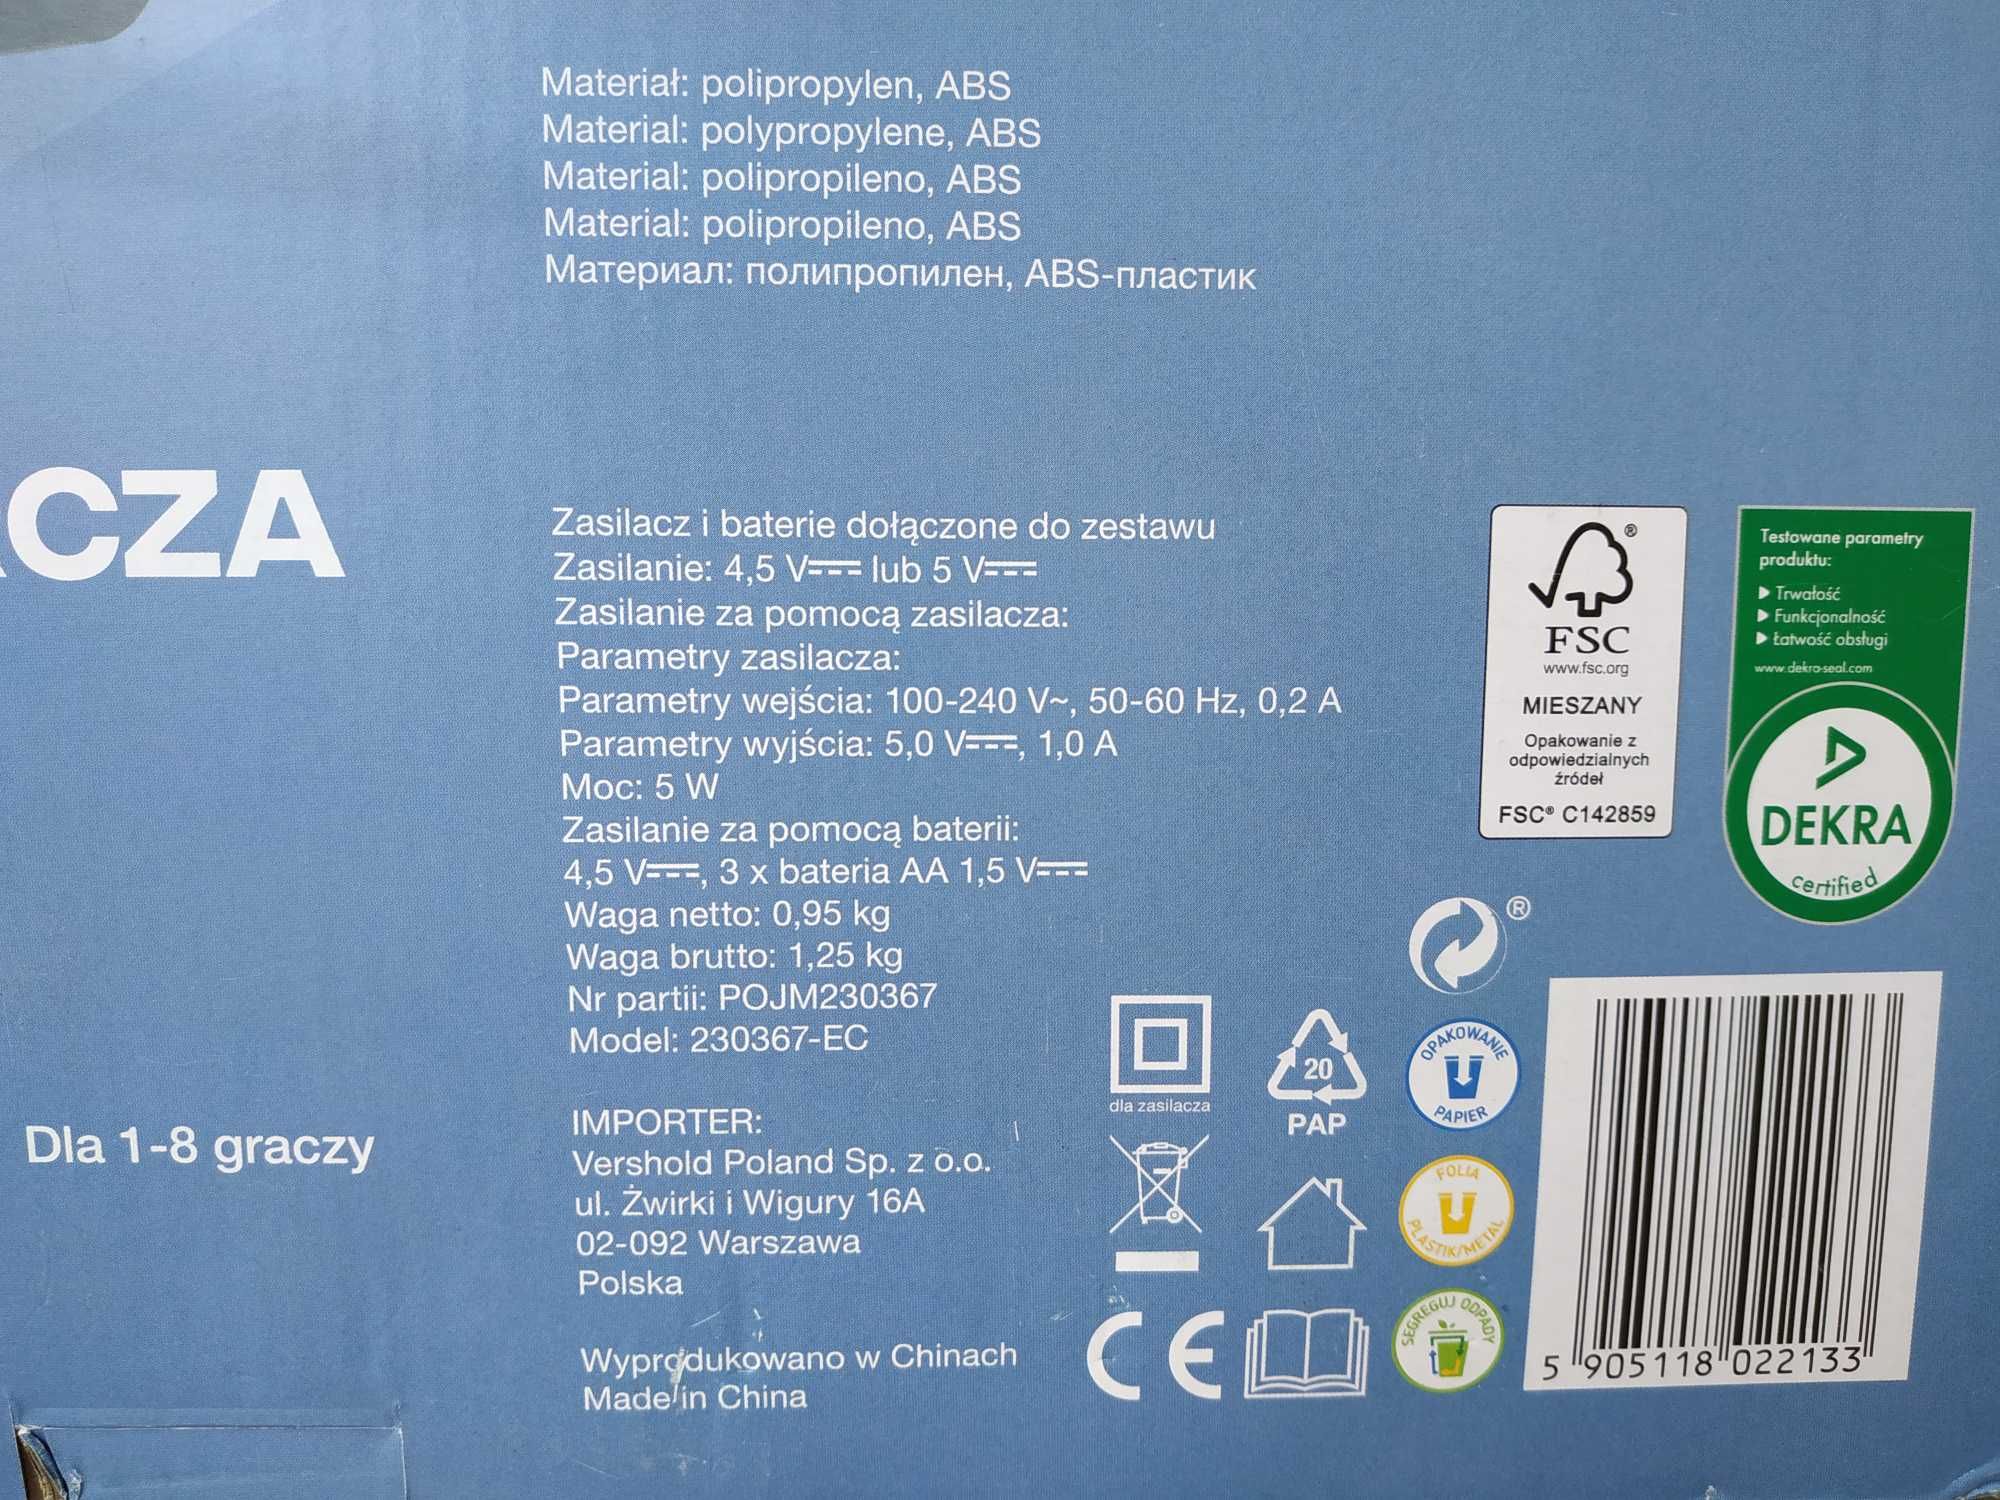 Materiał: polipropylen, ABS
Material: polypropylene, ABS
Material: polipropileno, ABS
Material: polipropileno, ABS
Материал: полипропилен, ABS-пластик
CZA
Zasilacz i baterie dołączone do zestawu
Zasilanie: 4,5 V⎓ lub 5 V⎓
Zasilanie za pomocą zasilacza:
Parametry zasilacza:
Parametry wejścia: 100-240 V~, 50-60 Hz, 0,2 A
Parametry wyjścia: 5,0 V⎓, 1,0 A
Moc: 5 W
Zasilanie za pomocą baterii:
4,5 V⎓, 3 x bateria AA 1,5 V⎓
Waga netto: 0,95 kg
Waga brutto: 1,25 kg
Nr partii: POJM230367
Model: 230367-EC
Dla 1-8 graczy
IMPORTER:
Vershold Poland Sp. z o.o.
ul. Żwirki i Wigury 16A
02-092 Warszawa
Polska
Wyprodukowano w Chinach
Made in China
®
FSC
www.fsc.org
MIESZANY
Opakowanie z
odpowiedzialnych
źródeł
FSC® C142859
Testowane parametry
produktu:
Trwałość
Funkcjonalność
Łatwość obsługi
www.dekra-seal.com
DEKRA
certified
®
dla zasilacza
20
PAP
OPAKOWANIE
PAPIER
FOLIA
PLASTIK/METAL
SEGREGUJ ODPADY
CE
5 905118 022133